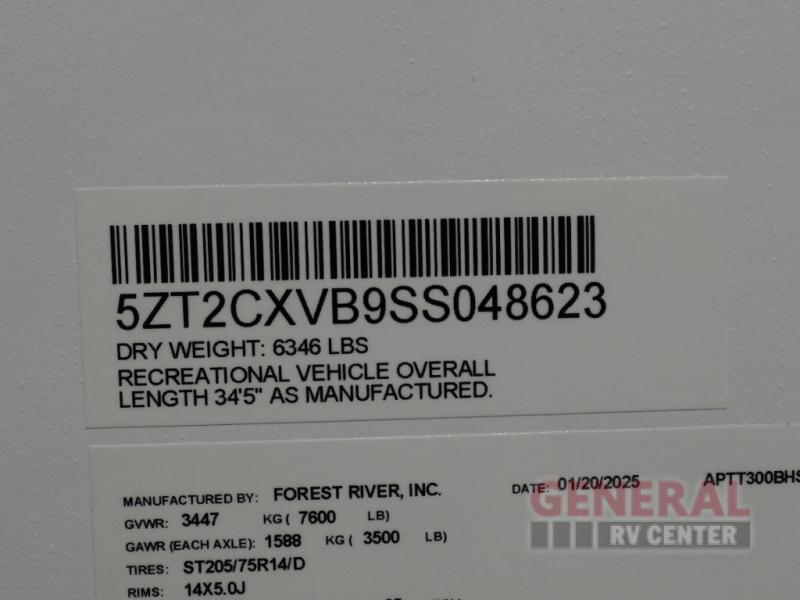 5ZT2CXVB9SS048623
DRY WEIGHT: 6346 LBS
RECREATIONAL VEHICLE OVERALL
LENGTH 34'5" AS MANUFACTURED.
MANUFACTURED BY: FOREST RIVER, INC. DATE: 01/20/2025 APTT300BHS
GVWR: 3447 KG ( 7600 LB)
GAWR (EACH AXLE): 1588 KG ( 3500 LB)
TIRES: ST205/75R14/D
RIMS: 14X5.0J
GENERAL
RV CENTER